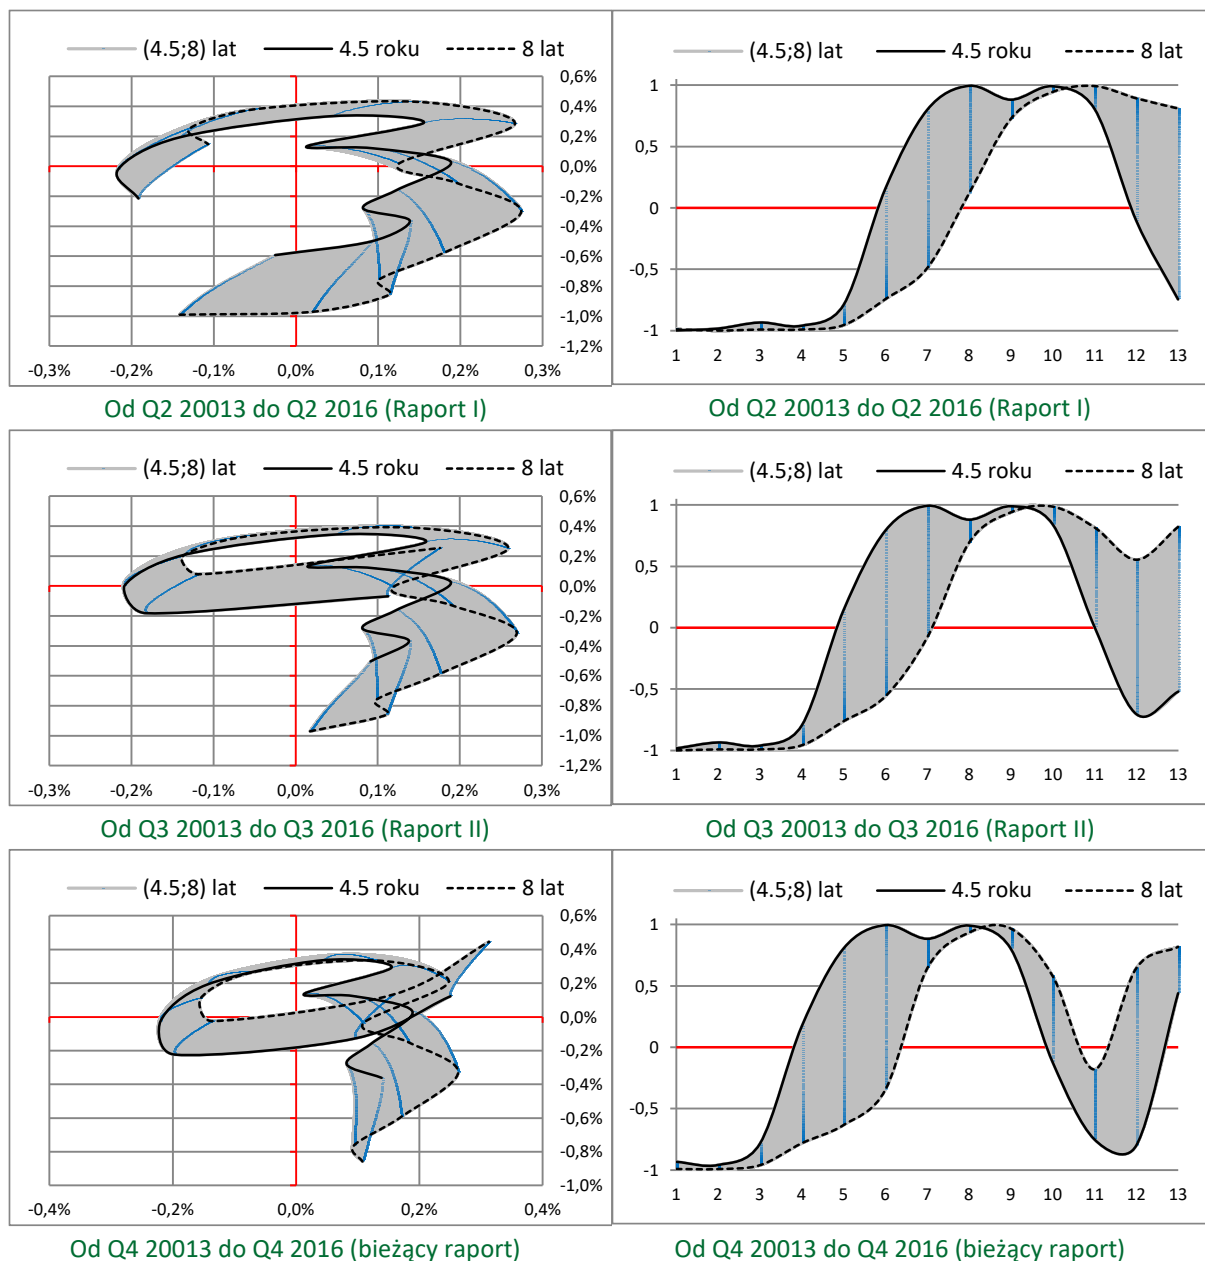 (4.5;8) lat 4.5 roku 8 lat
0,6%
0,4%
0,2%
0,0%
-0,2%
-0,4%
-0,6%
-0,8%
-1,0%
-1,2%
-0,3% -0,2% -0,1% 0,0% 0,1% 0,2% 0,3%
Od Q2 20013 do Q2 2016 (Raport I)
(4.5;8) lat 4.5 roku 8 lat
1
0,5
0
-0,5
-1
1 2 3 4 5 6 7 8 9 10 11 12 13
Od Q2 20013 do Q2 2016 (Raport I)
(4.5;8) lat 4.5 roku 8 lat
0,6%
0,4%
0,2%
0,0%
-0,2%
-0,4%
-0,6%
-0,8%
-1,0%
-1,2%
-0,3% -0,2% -0,1% 0,0% 0,1% 0,2% 0,3%
Od Q3 20013 do Q3 2016 (Raport II)
(4.5;8) lat 4.5 roku 8 lat
1
0,5
0
-0,5
-1
1 2 3 4 5 6 7 8 9 10 11 12 13
Od Q3 20013 do Q3 2016 (Raport II)
(4.5;8) lat 4.5 roku 8 lat
0,6%
0,4%
0,2%
0,0%
-0,2%
-0,4%
-0,6%
-0,8%
-1,0%
-0,4% -0,2% 0,0% 0,2% 0,4%
Od Q4 20013 do Q4 2016 (bieżący raport)
(4.5;8) lat 4.5 roku 8 lat
1
0,5
0
-0,5
-1
1 2 3 4 5 6 7 8 9 10 11 12 13
Od Q4 20013 do Q4 2016 (bieżący raport)